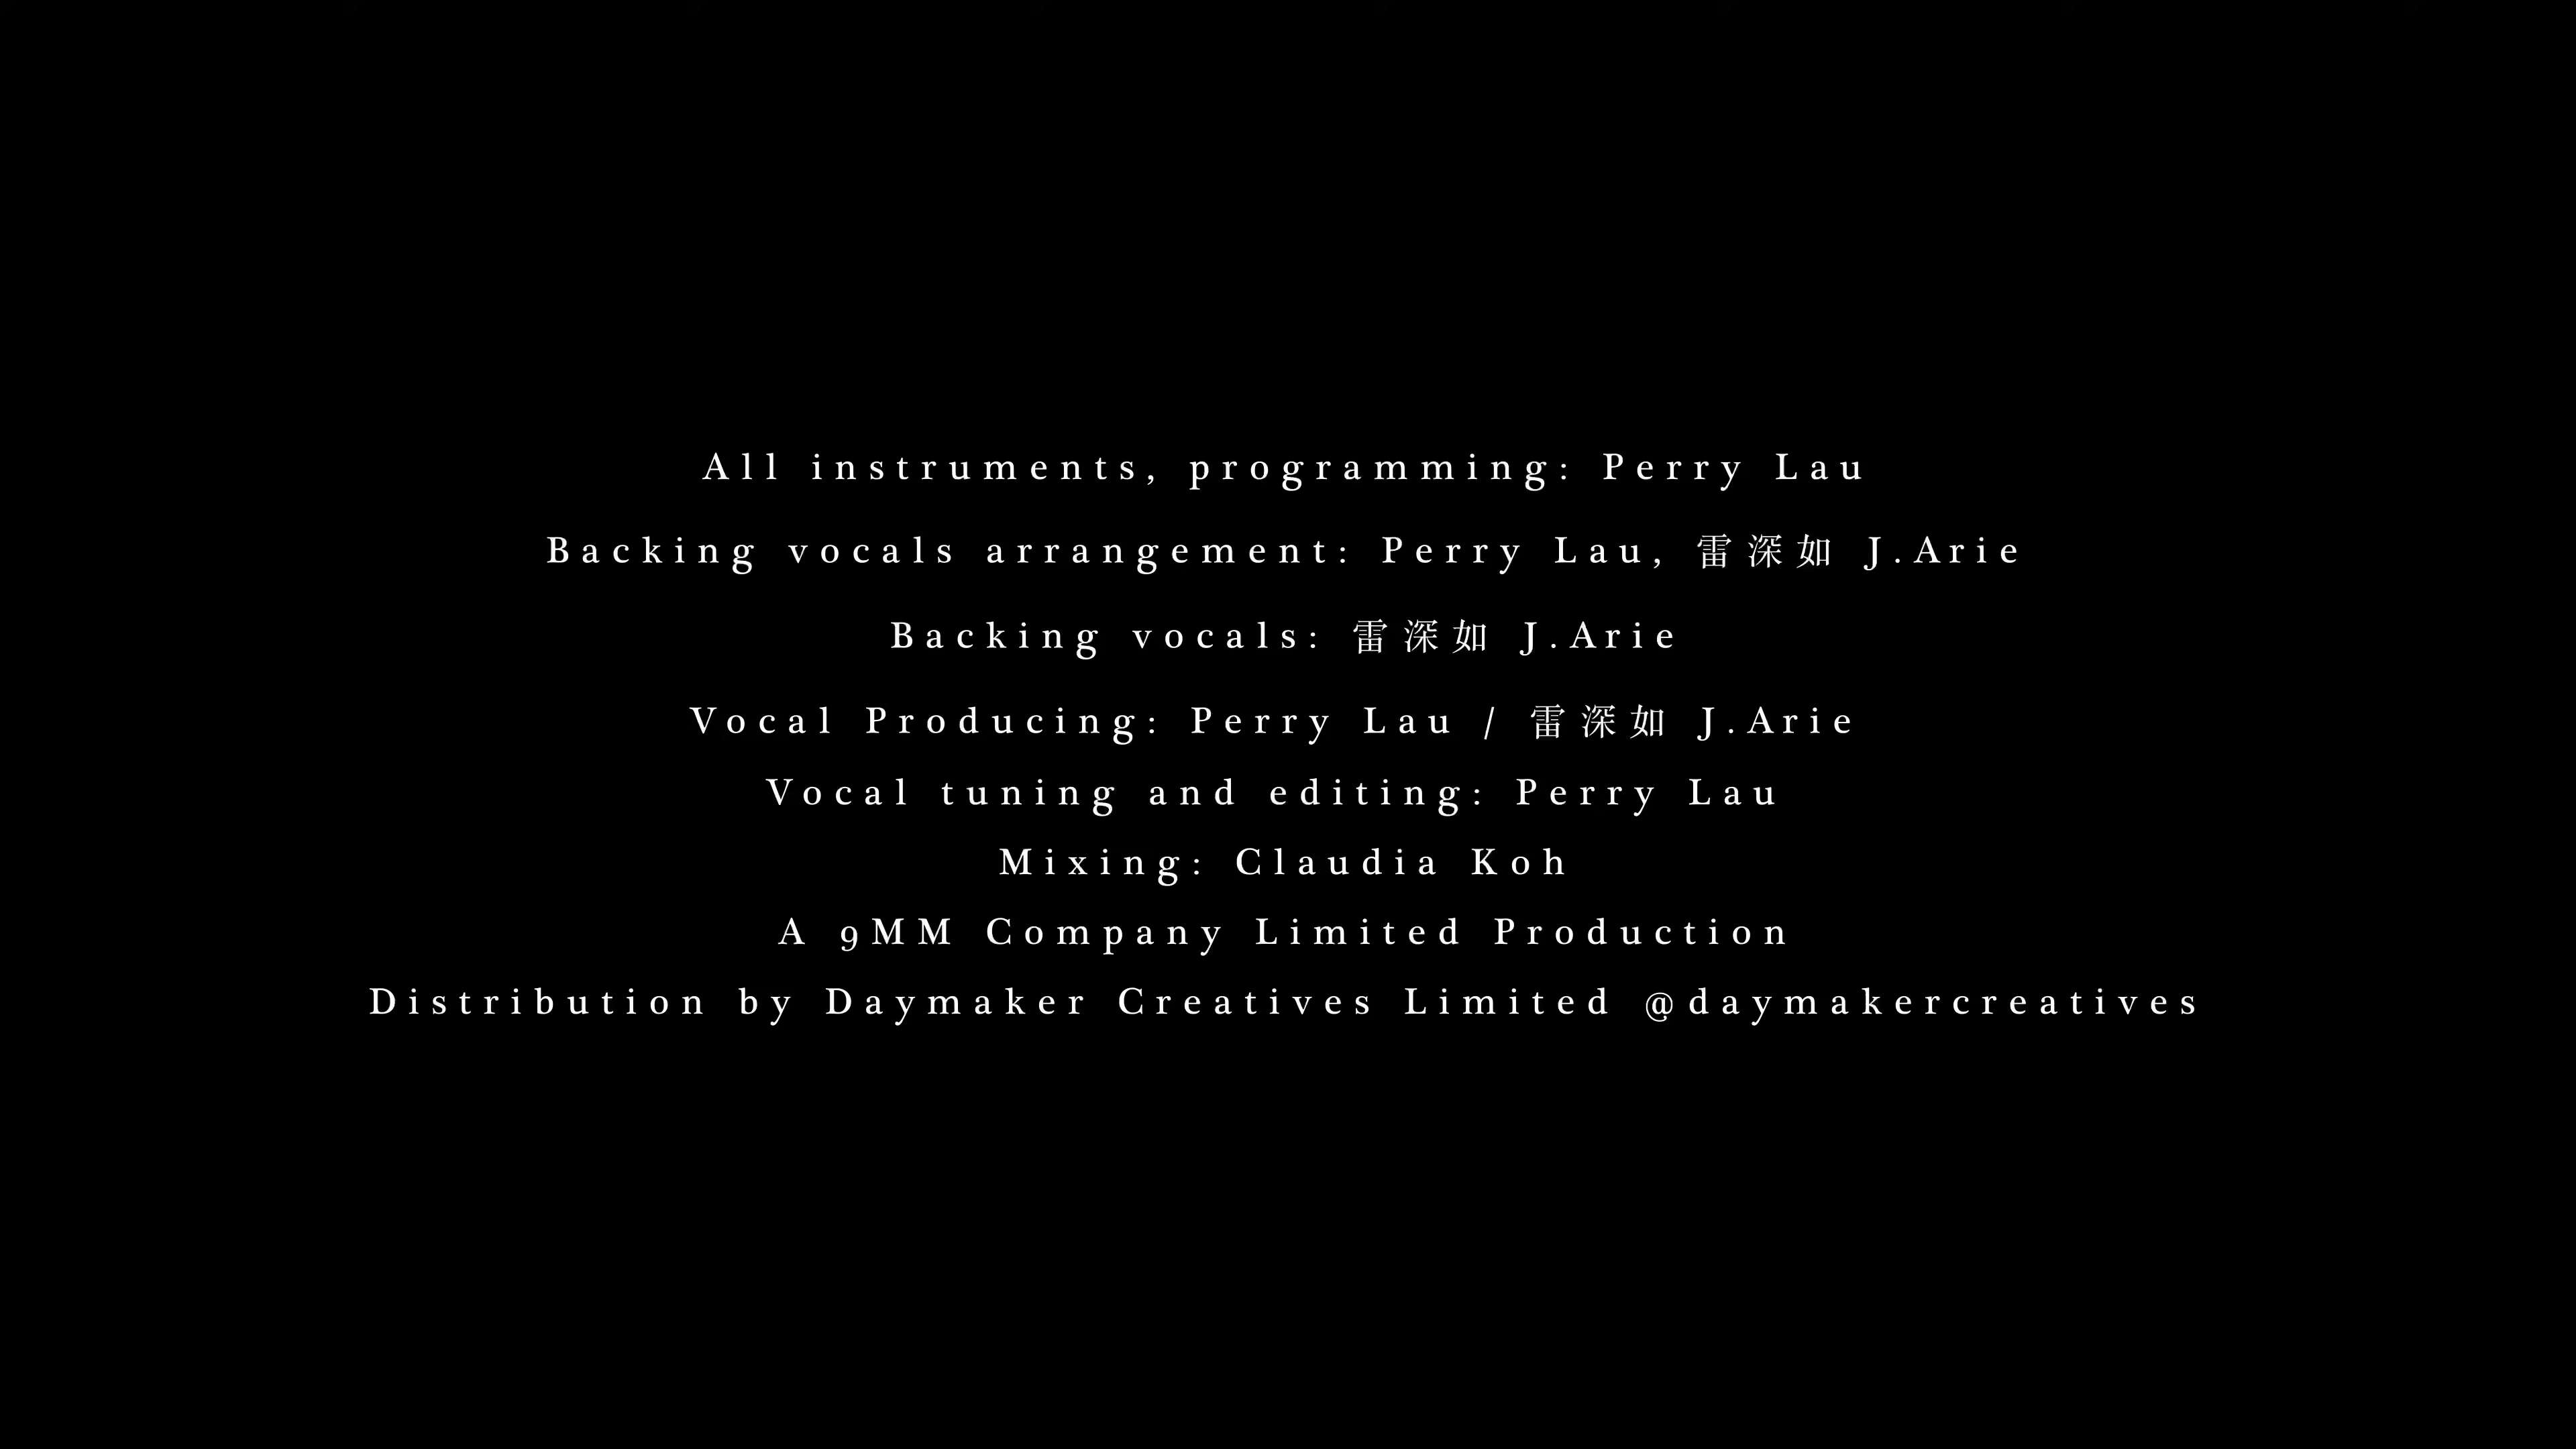 All instruments, programming: Perry Lau
Backing vocals arrangement: Perry Lau, 雷深如 J.Arie
Backing vocals: 雷深如 J.Arie
Vocal Producing: Perry Lau / 雷深如 J.Arie
Vocal tuning and editing: Perry Lau
Mixing: Claudia Koh
A 9MM Company Limited Production
Distribution by Daymaker Creatives Limited @daymakercreatives